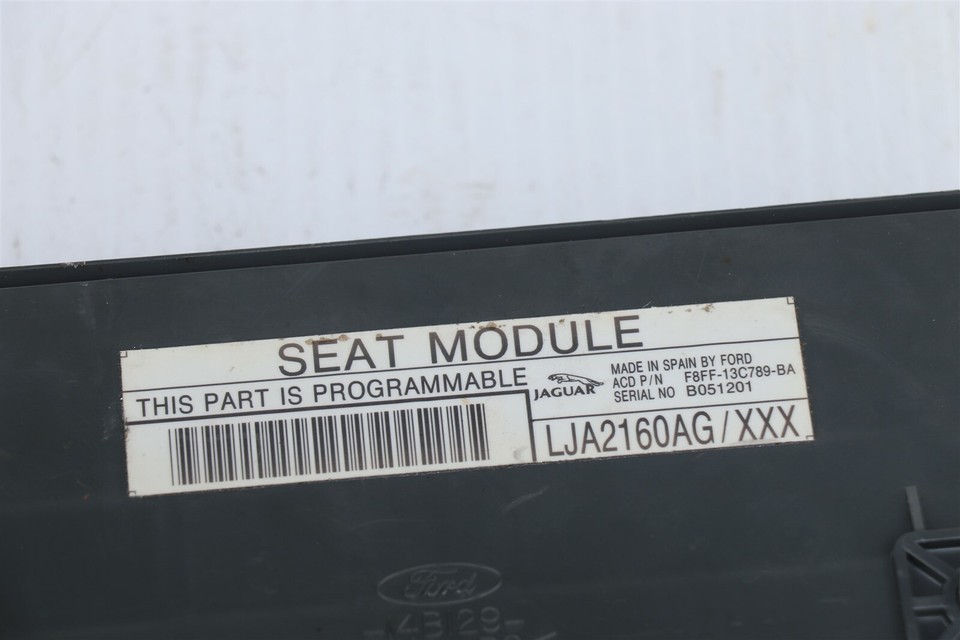 SEAT MODULE
THIS PART IS PROGRAMMABLE
JAGUAR
MADE IN SPAIN BY FORD
ACD P/N F8FF-13C789-BA
SERIAL NO B051201
LJA2160AG/XXX
Ford